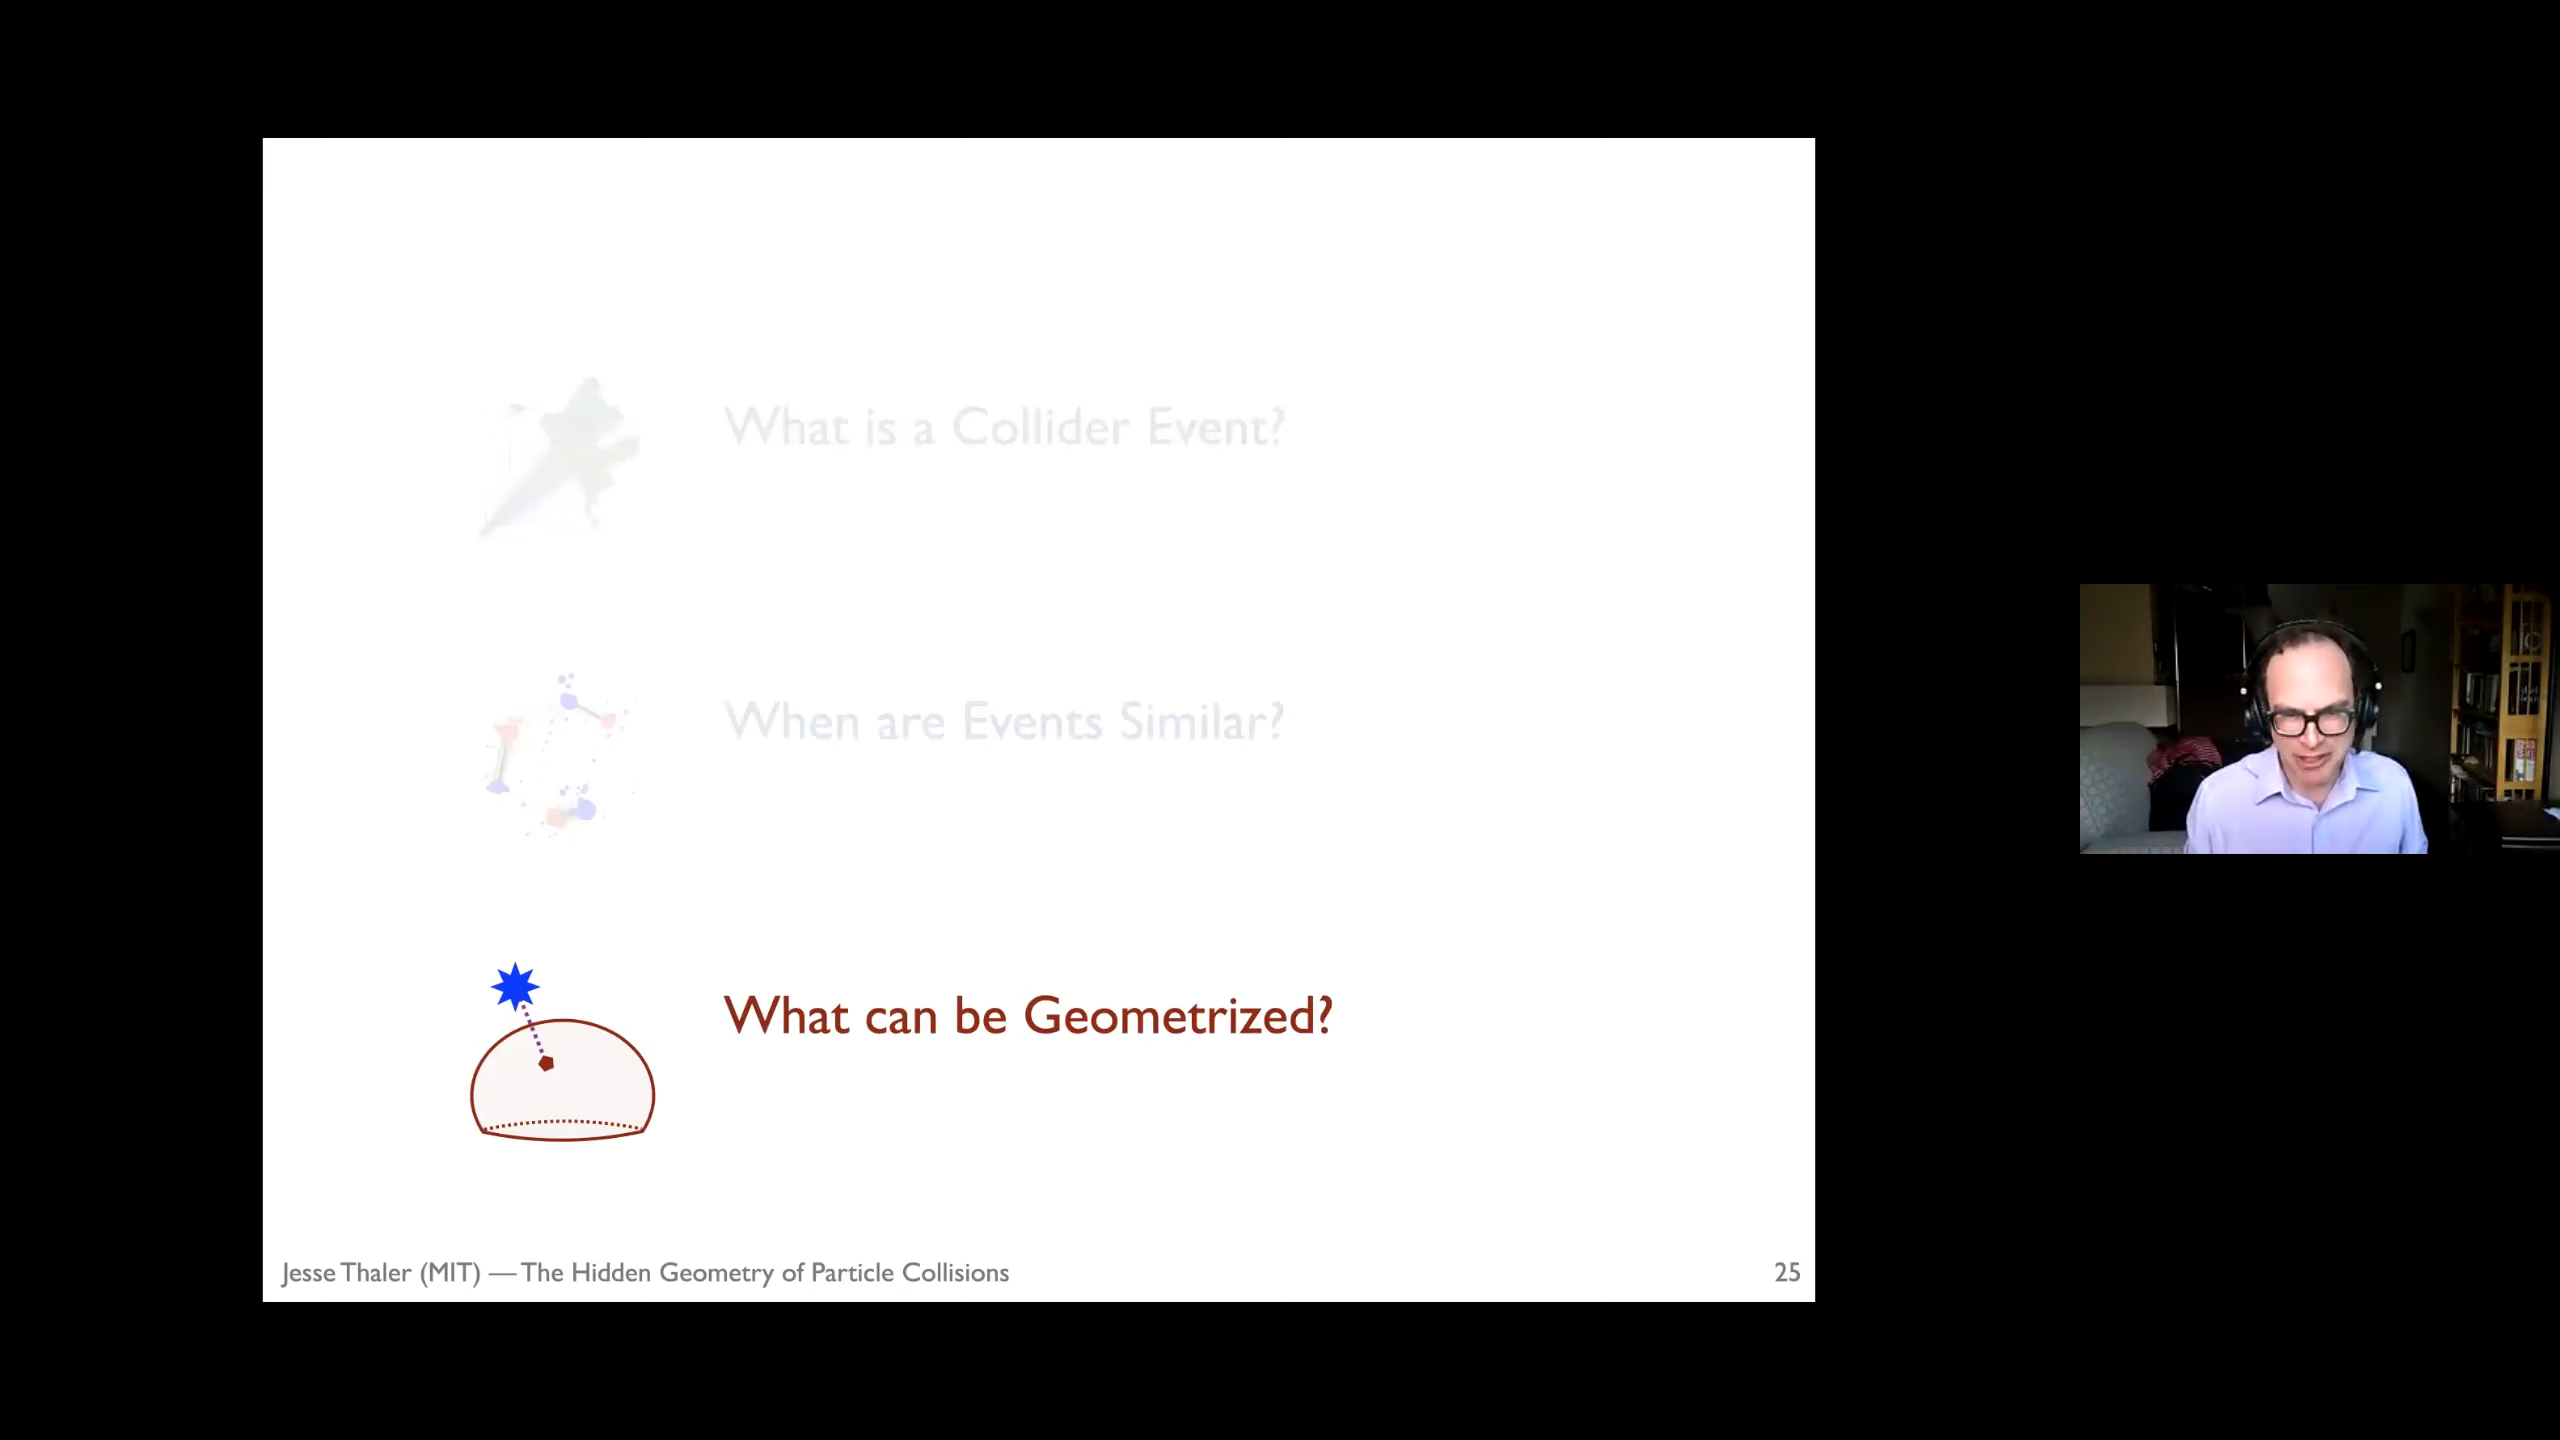 What is a Collider Event?
When are Events Similar?
What can be Geometrized?
Jesse Thaler (MIT) — The Hidden Geometry of Particle Collisions
25